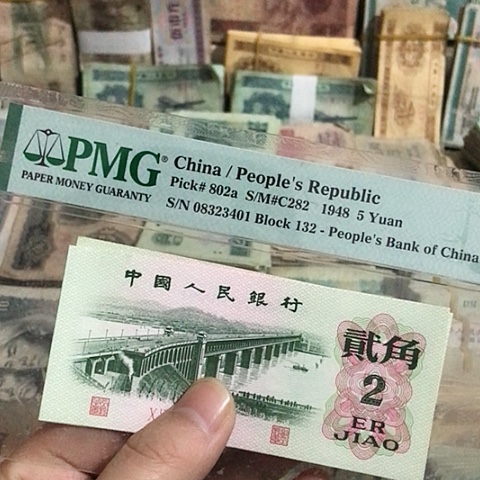 PMG®
PAPER MONEY GUARANTY
China / People's Republic
Pick# 802a S/M#C282 1948 5 Yuan
S/N 08323401 Block 132 - People's Bank of China
中國人民銀行
貳角
2
ER
JIAO